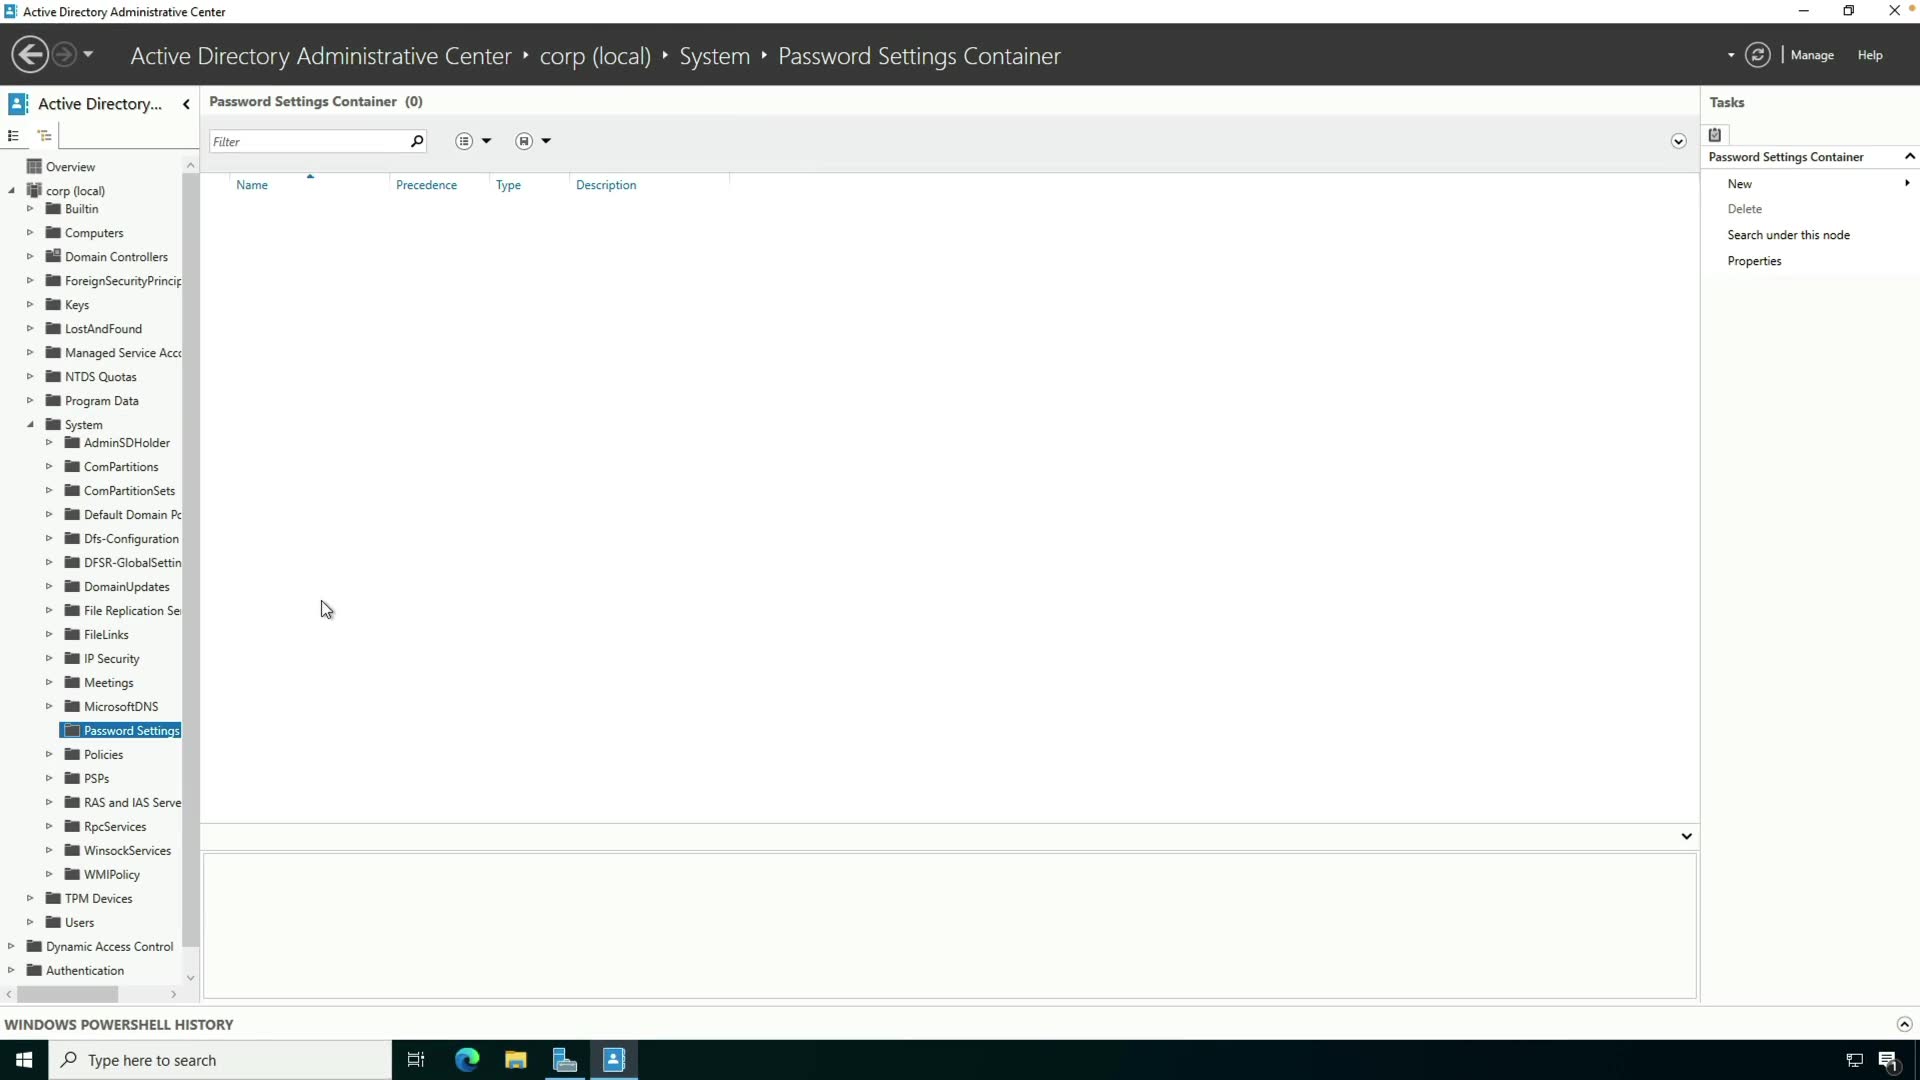 Active Directory Administrative Center
Active Directory Administrative Center corp (local) System Password Settings Container
Manage Help
Active Directory...
Overview
corp (local)
Builtin
Computers
Domain Controllers
ForeignSecurityPrincip
Keys
LostAndFound
Managed Service Acco
NTDS Quotas
Program Data
System
AdminSDHolder
ComPartitions
ComPartitionSets
Default Domain Po
Dfs-Configuration
DFSR-GlobalSettin
DomainUpdates
File Replication Se
FileLinks
IP Security
Meetings
MicrosoftDNS
Password Settings
Policies
PSPs
RAS and IAS Serve
RpcServices
WinsockServices
WMIPolicy
TPM Devices
Users
Dynamic Access Control
Authentication
Password Settings Container (0)
Filter
Name Precedence Type Description
Tasks
Password Settings Container
New
Delete
Search under this node
Properties
WINDOWS POWERSHELL HISTORY
Type here to search
1